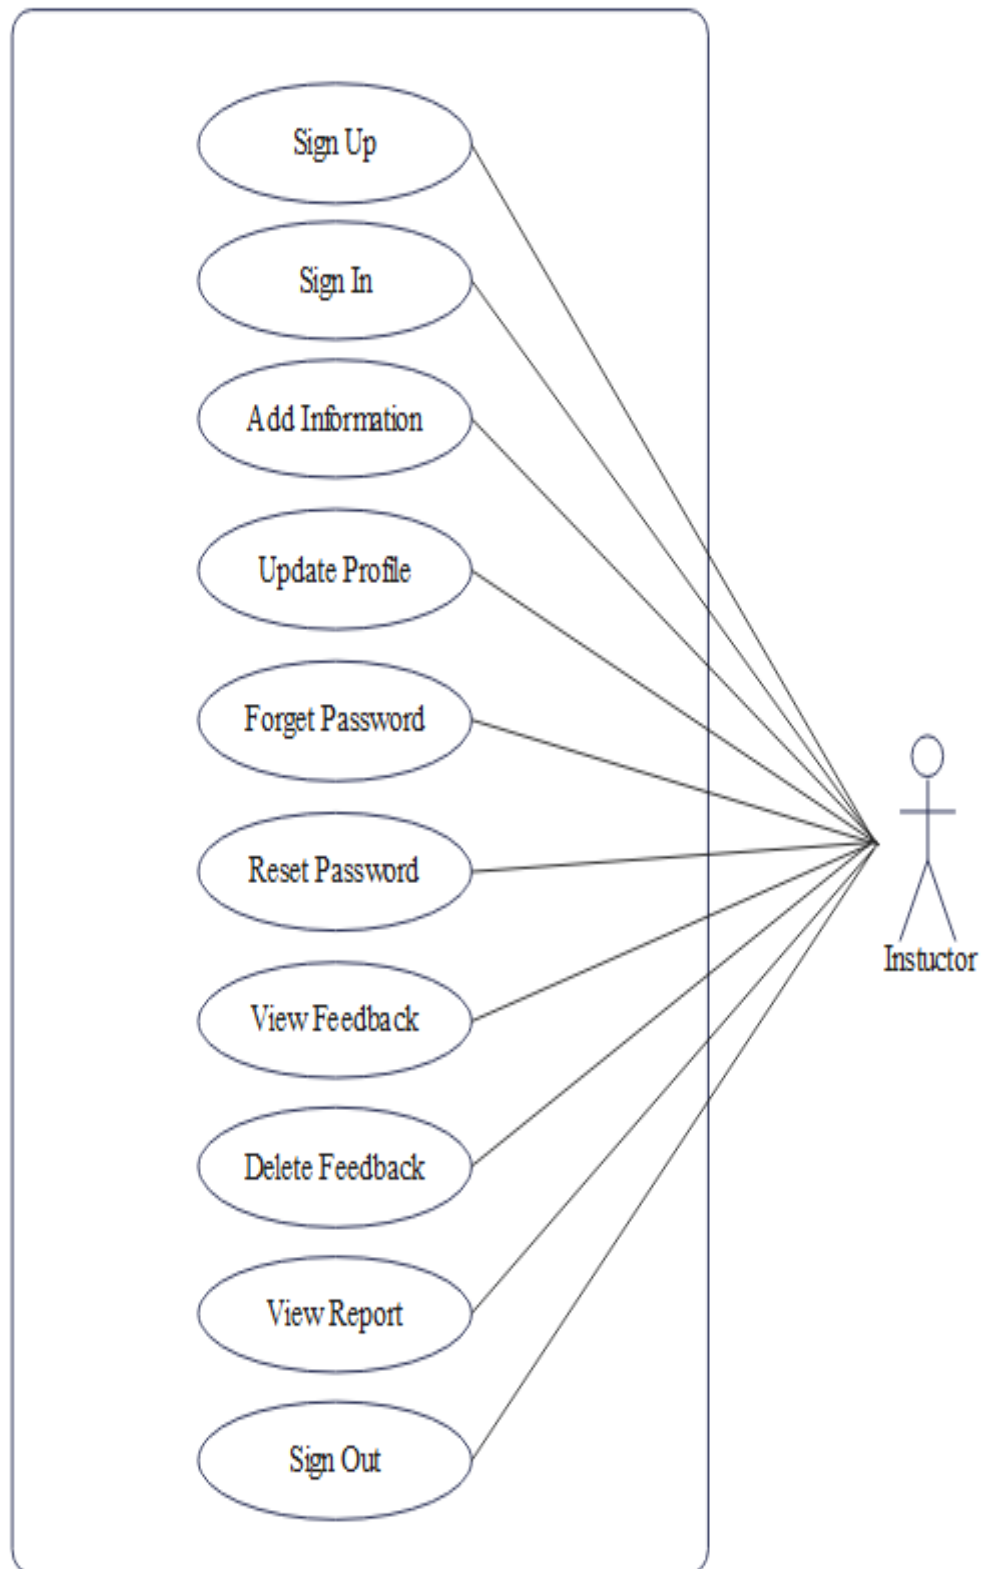 Sign Up
Sign In
Add Information
Update Profile
Forget Password
Reset Password
View Feedback
Instuctor
Delete Feedback
View Report
Sign Out